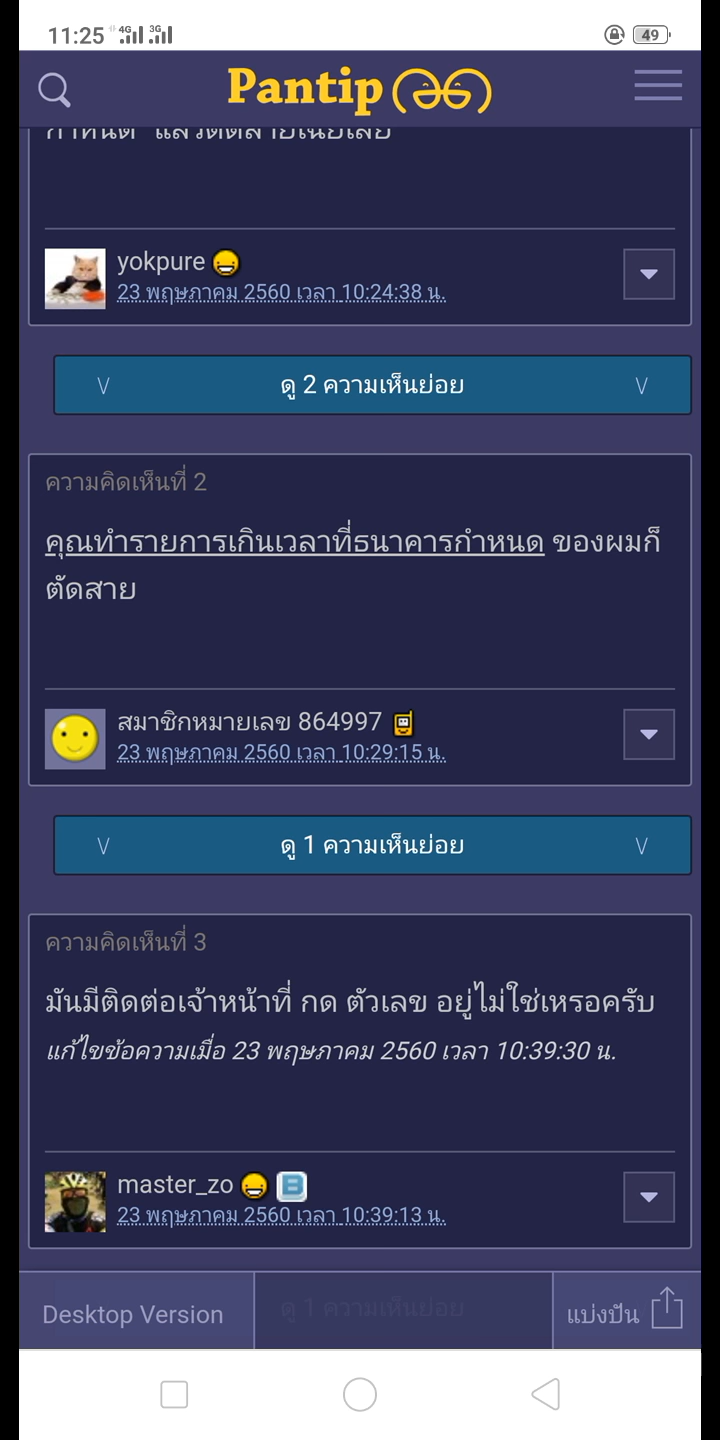 11:25 4G 3G 49
Pantip
yokpure
23 พฤษภาคม 2560 เวลา 10:24:38 น.
ดู 2 ความเห็นย่อย
ความคิดเห็นที่ 2
คุณทำรายการเกินเวลาที่ธนาคารกำหนด ของผมก็
ตัดสาย
สมาชิกหมายเลข 864997
23 พฤษภาคม 2560 เวลา 10:29:15 น.
ดู 1 ความเห็นย่อย
ความคิดเห็นที่ 3
มันมีติดต่อเจ้าหน้าที่ กด ตัวเลข อยู่ไม่ใช่เหรอครับ
แก้ไขข้อความเมื่อ 23 พฤษภาคม 2560 เวลา 10:39:30 น.
master_zo B
23 พฤษภาคม 2560 เวลา 10:39:13 น.
Desktop Version ดู 1 ความเห็นย่อย แบ่งปัน